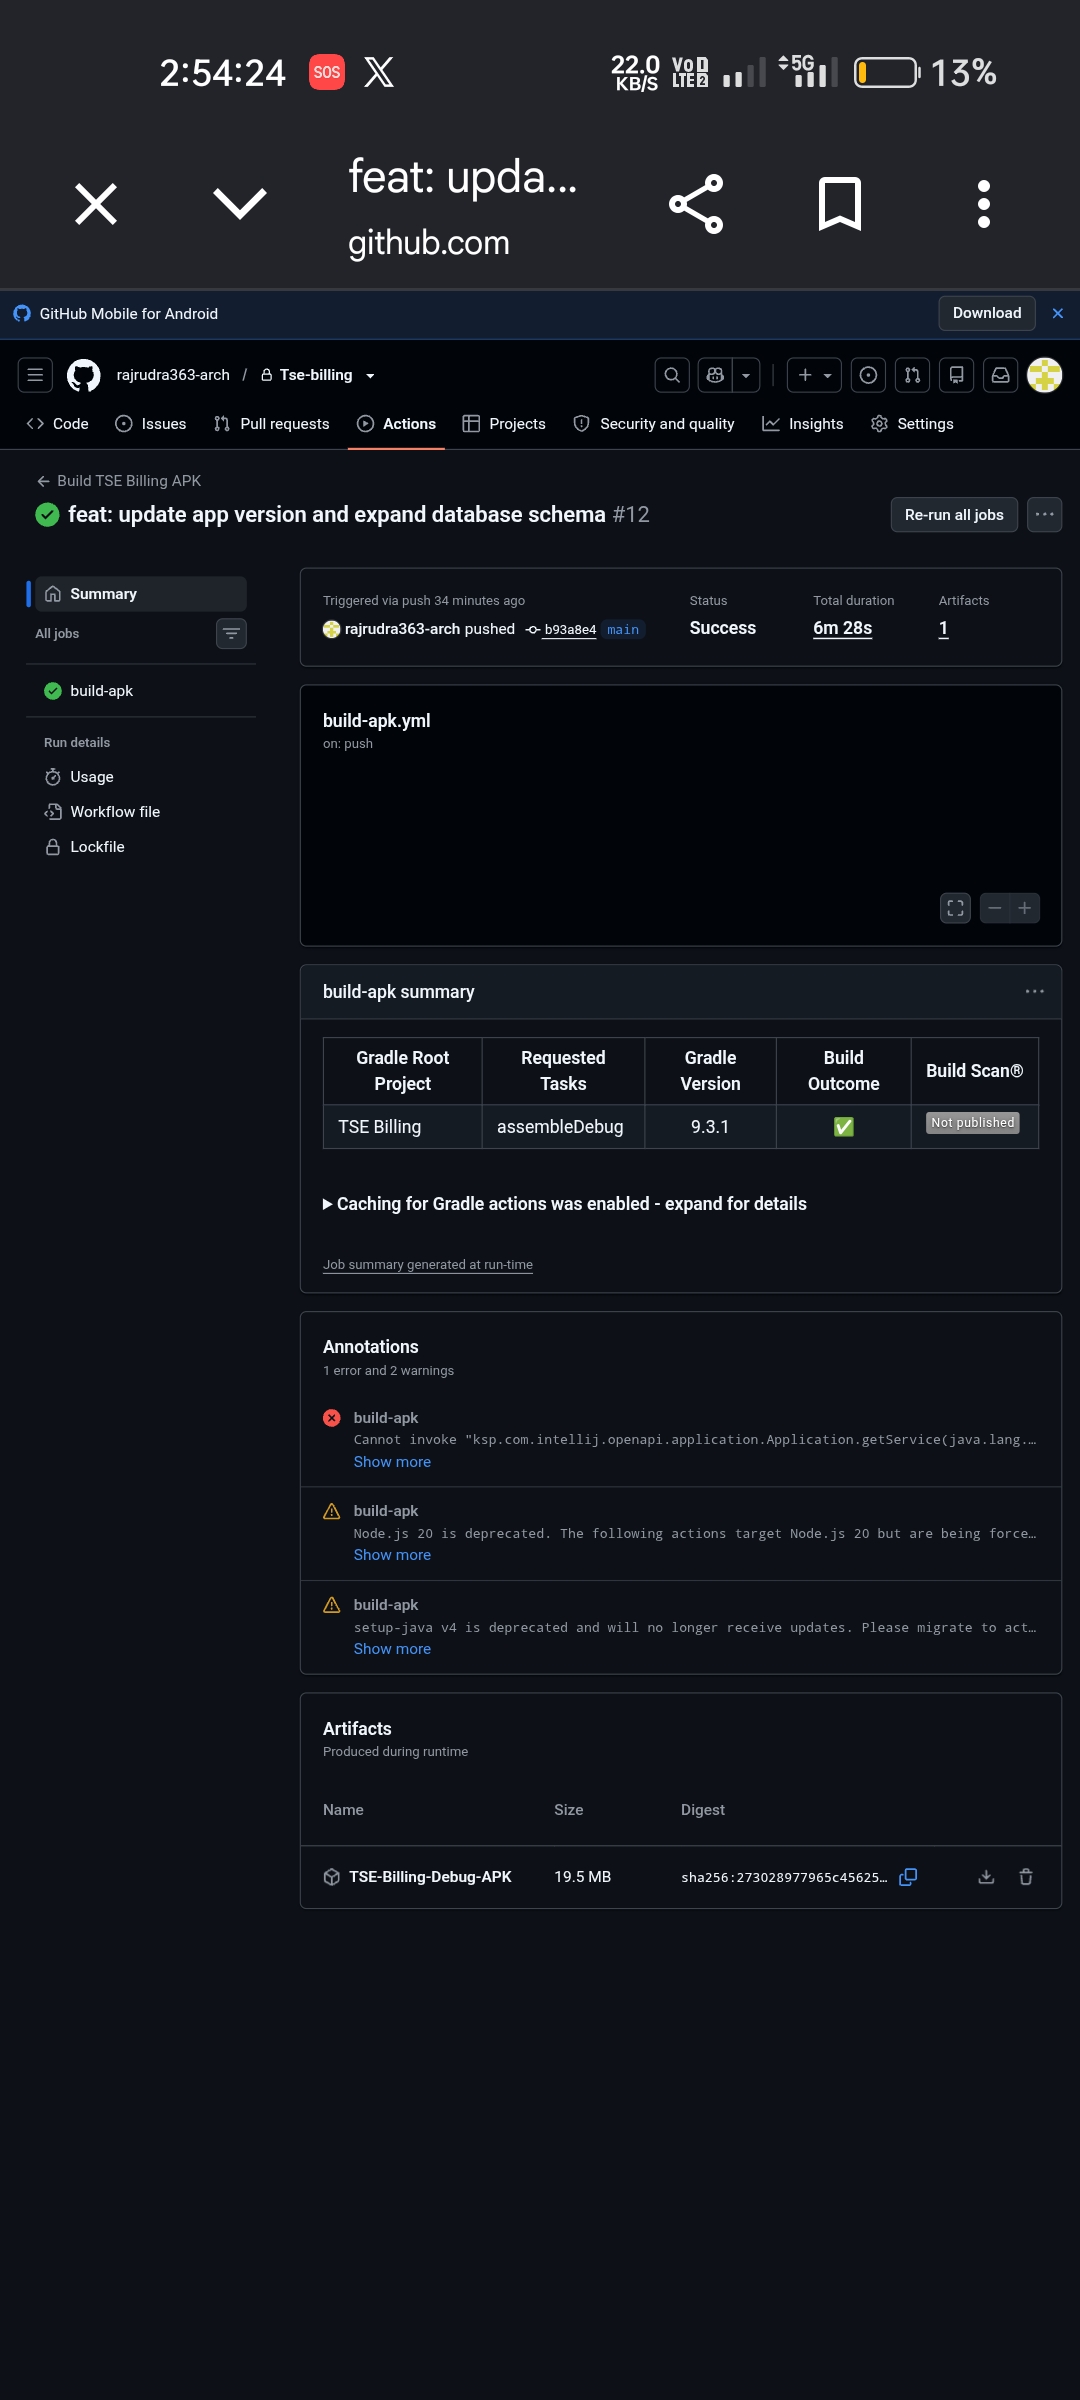 2:54:24 SOS X 22.0 KB/S VoD LTE2 5G 13%
feat: upda...
github.com
GitHub Mobile for Android Download
rajrudra363-arch / Tse-billing
Code Issues Pull requests Actions Projects Security and quality Insights Settings
Build TSE Billing APK
feat: update app version and expand database schema #12 Re-run all jobs
Summary
All jobs
build-apk
Run details
Usage
Workflow file
Lockfile
Triggered via push 34 minutes ago Status Total duration Artifacts
rajrudra363-arch pushed b93a8e4 main Success 6m 28s 1
build-apk.yml
on: push
build-apk summary
Gradle Root Project Requested Tasks Gradle Version Build Outcome Build Scan®
TSE Billing assembleDebug 9.3.1 ✅ Not published
Caching for Gradle actions was enabled - expand for details
Job summary generated at run-time
Annotations
1 error and 2 warnings
build-apk
Cannot invoke "ksp.com.intellij.openapi.application.Application.getService(java.lang.…
Show more
build-apk
Node.js 20 is deprecated. The following actions target Node.js 20 but are being force…
Show more
build-apk
setup-java v4 is deprecated and will no longer receive updates. Please migrate to act…
Show more
Artifacts
Produced during runtime
Name Size Digest
TSE-Billing-Debug-APK 19.5 MB sha256:273028977965c45625…